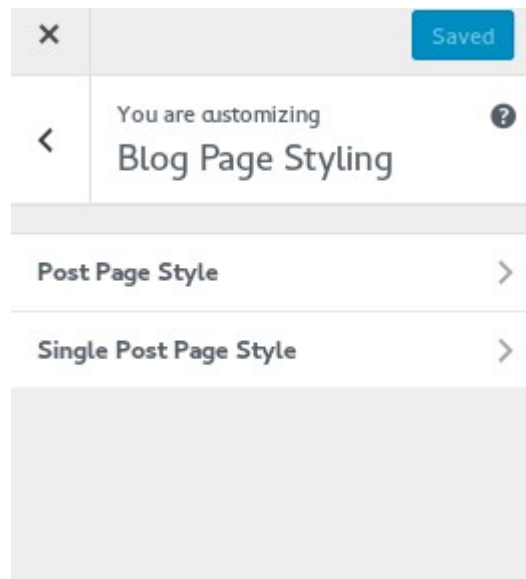 Saved
You are customizing
Blog Page Styling
Post Page Style
Single Post Page Style